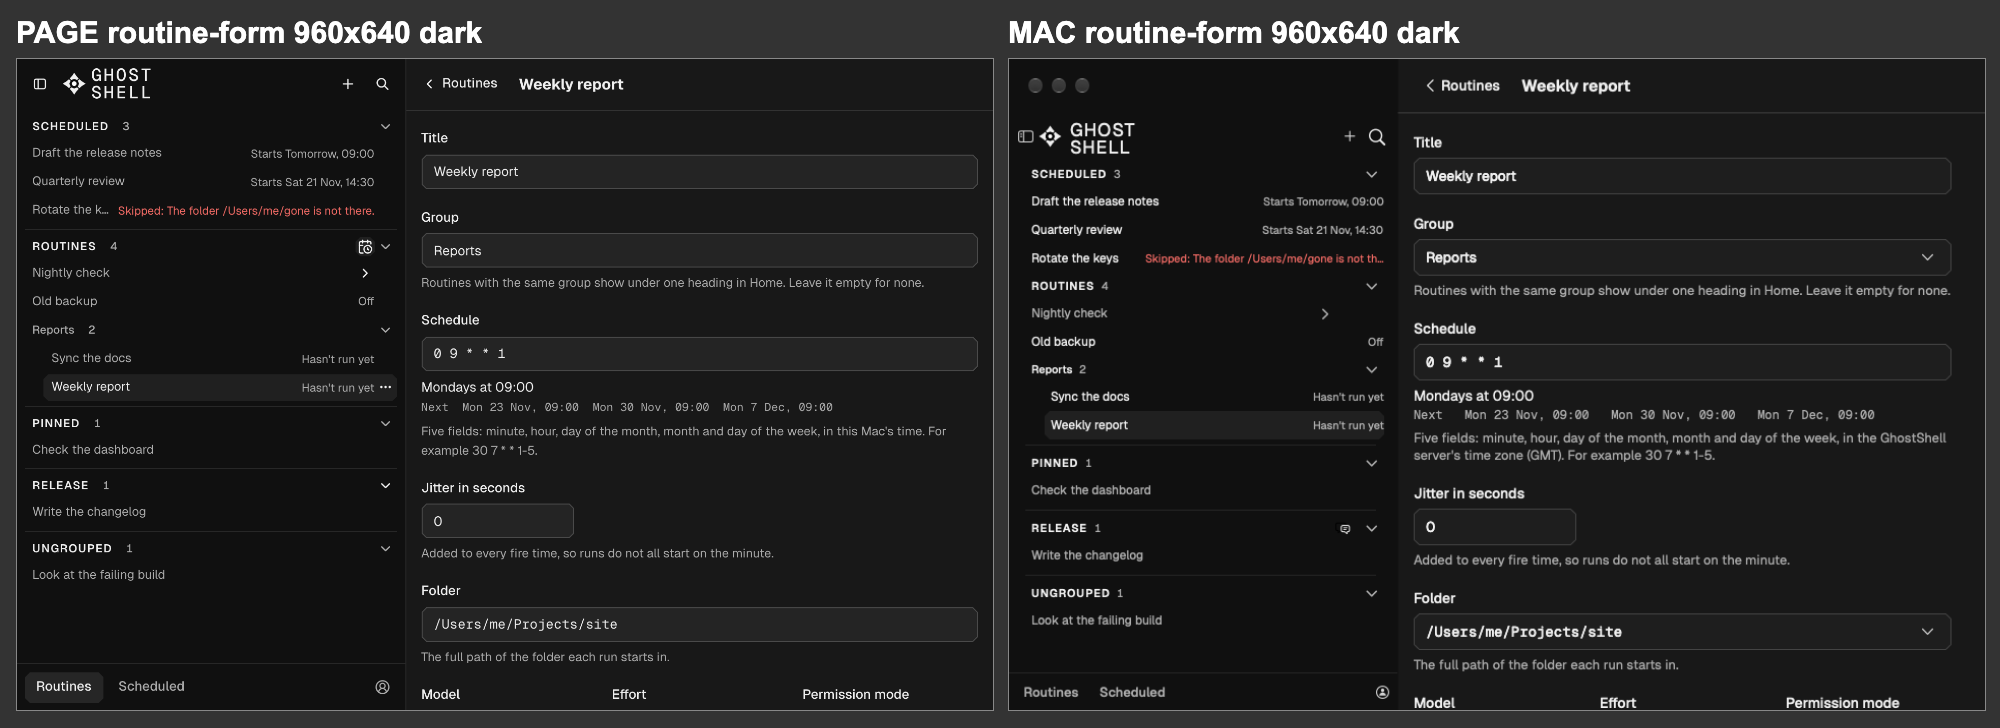 PAGE routine-form 960x640 dark
GHOST
SHELL
SCHEDULED 3
Draft the release notes Starts Tomorrow, 09:00
Quarterly review Starts Sat 21 Nov, 14:30
Rotate the k... Skipped: The folder /Users/me/gone is not there.
ROUTINES 4
Nightly check
Old backup Off
Reports 2
Sync the docs Hasn't run yet
Weekly report Hasn't run yet
PINNED 1
Check the dashboard
RELEASE 1
Write the changelog
UNGROUPED 1
Look at the failing build
Routines Scheduled
Routines Weekly report
Title
Weekly report
Group
Reports
Routines with the same group show under one heading in Home. Leave it empty for none.
Schedule
0 9 * * 1
Mondays at 09:00
Next Mon 23 Nov, 09:00 Mon 30 Nov, 09:00 Mon 7 Dec, 09:00
Five fields: minute, hour, day of the month, month and day of the week, in this Mac's time. For
example 30 7 * * 1-5.
Jitter in seconds
0
Added to every fire time, so runs do not all start on the minute.
Folder
/Users/me/Projects/site
The full path of the folder each run starts in.
Model Effort Permission mode
MAC routine-form 960x640 dark
GHOST
SHELL
SCHEDULED 3
Draft the release notes Starts Tomorrow, 09:00
Quarterly review Starts Sat 21 Nov, 14:30
Rotate the keys Skipped: The folder /Users/me/gone is not th...
ROUTINES 4
Nightly check
Old backup Off
Reports 2
Sync the docs Hasn't run yet
Weekly report Hasn't run yet
PINNED 1
Check the dashboard
RELEASE 1
Write the changelog
UNGROUPED 1
Look at the failing build
Routines Scheduled
Routines Weekly report
Title
Weekly report
Group
Reports
Routines with the same group show under one heading in Home. Leave it empty for none.
Schedule
0 9 * * 1
Mondays at 09:00
Next Mon 23 Nov, 09:00 Mon 30 Nov, 09:00 Mon 7 Dec, 09:00
Five fields: minute, hour, day of the month, month and day of the week, in the GhostShell
server's time zone (GMT). For example 30 7 * * 1-5.
Jitter in seconds
0
Added to every fire time, so runs do not all start on the minute.
Folder
/Users/me/Projects/site
The full path of the folder each run starts in.
Model Effort Permission mode